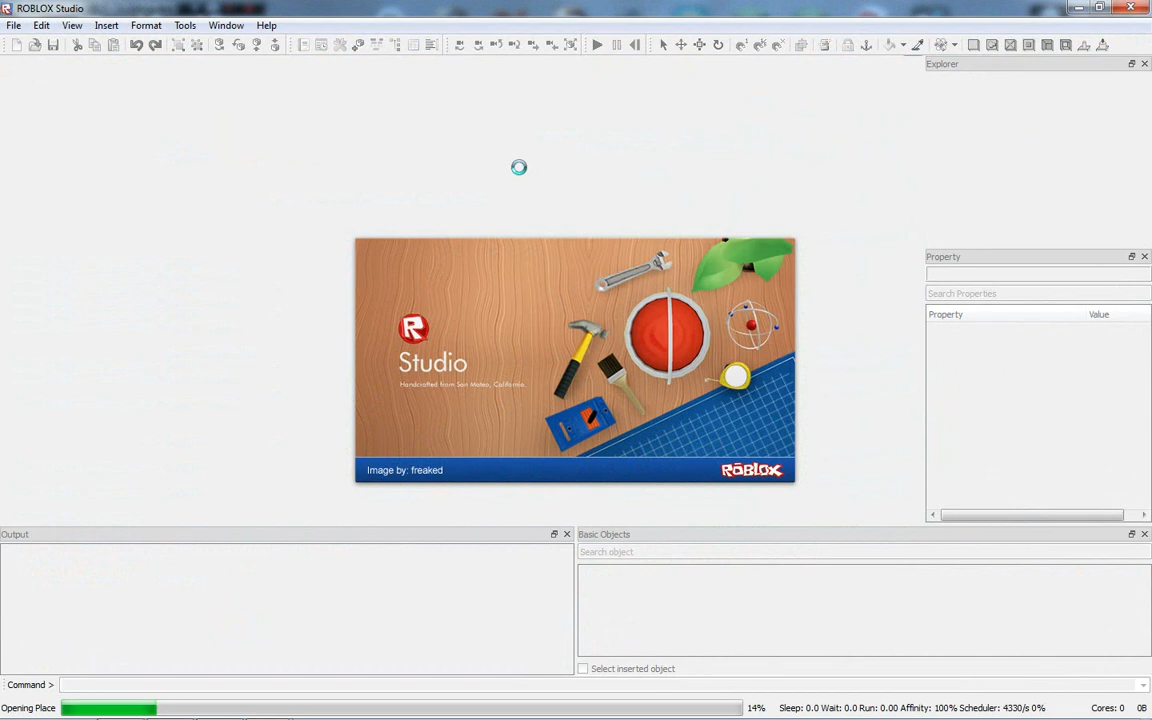 ROBLOX Studio
File Edit View Insert Format Tools Window Help
Explorer
Property
Search Properties
Property Value
Studio
Handcrafted from San Mateo, California.
Image by: freaked
ROBLOX
Output
Basic Objects
Search object
Select inserted object
Command >
Opening Place 14% Sleep: 0.0 Wait: 0.0 Run: 0.00 Affinity: 100% Scheduler: 4330/s 0% Cores: 0 0B